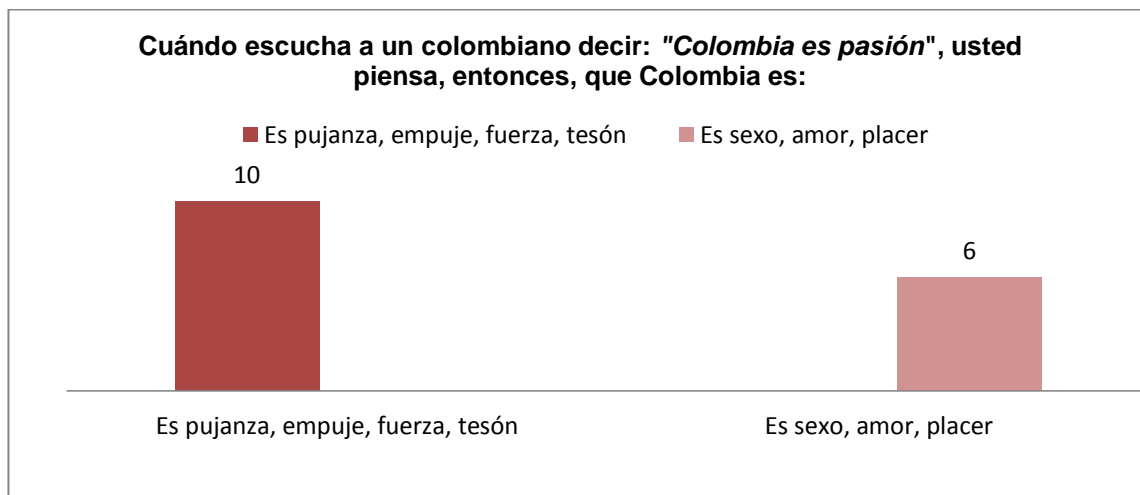 Cuándo escucha a un colombiano decir: "Colombia es pasión", usted
piensa, entonces, que Colombia es:
Es pujanza, empuje, fuerza, tesón
Es sexo, amor, placer
10
6
Es pujanza, empuje, fuerza, tesón
Es sexo, amor, placer